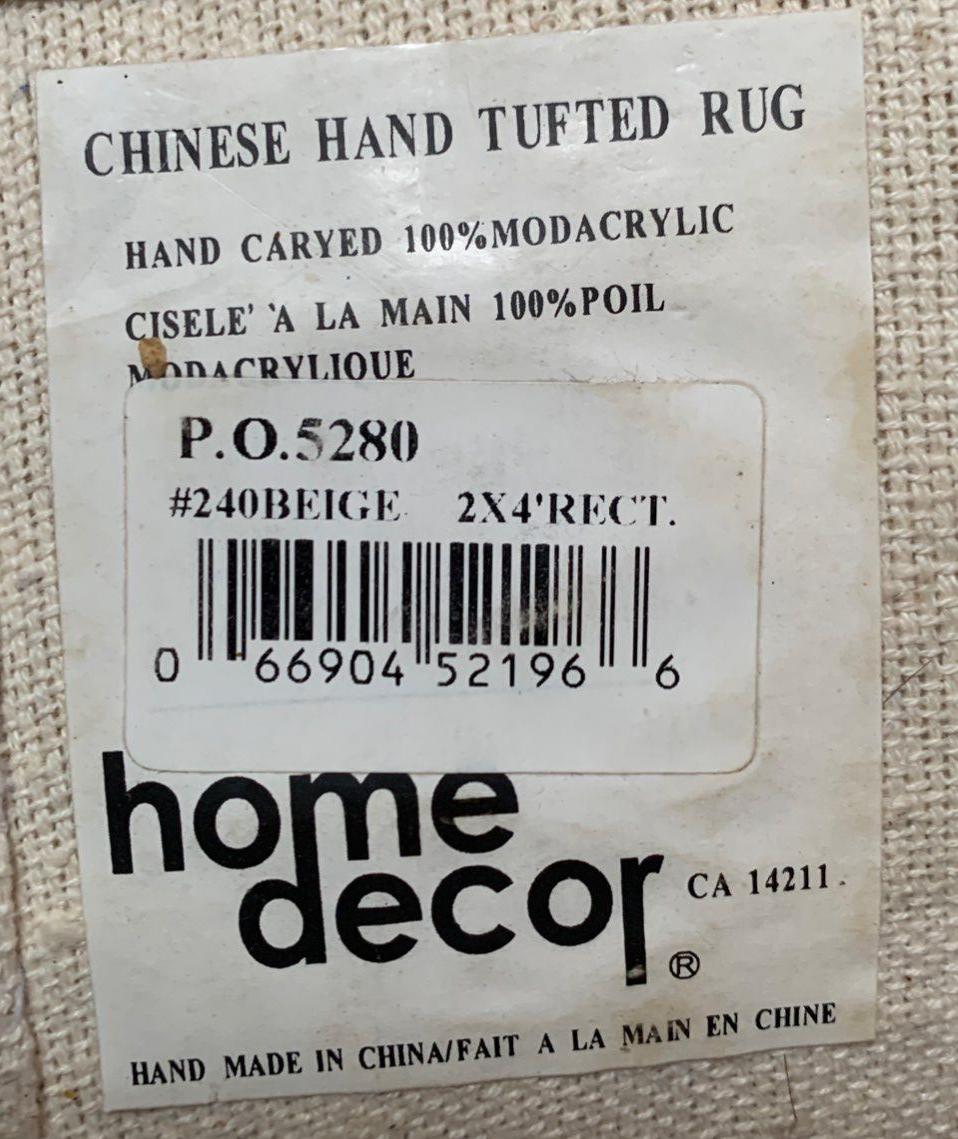 CHINESE HAND TUFTED RUG
HAND CARYED 100%MODACRYLIC
CISELE' 'A LA MAIN 100%POIL
MODACRYLIQUE
P.O.5280
#240BEIGE 2X4'RECT.
0 66904 52196 6
home
decor® CA 14211.
HAND MADE IN CHINA/FAIT A LA MAIN EN CHINE